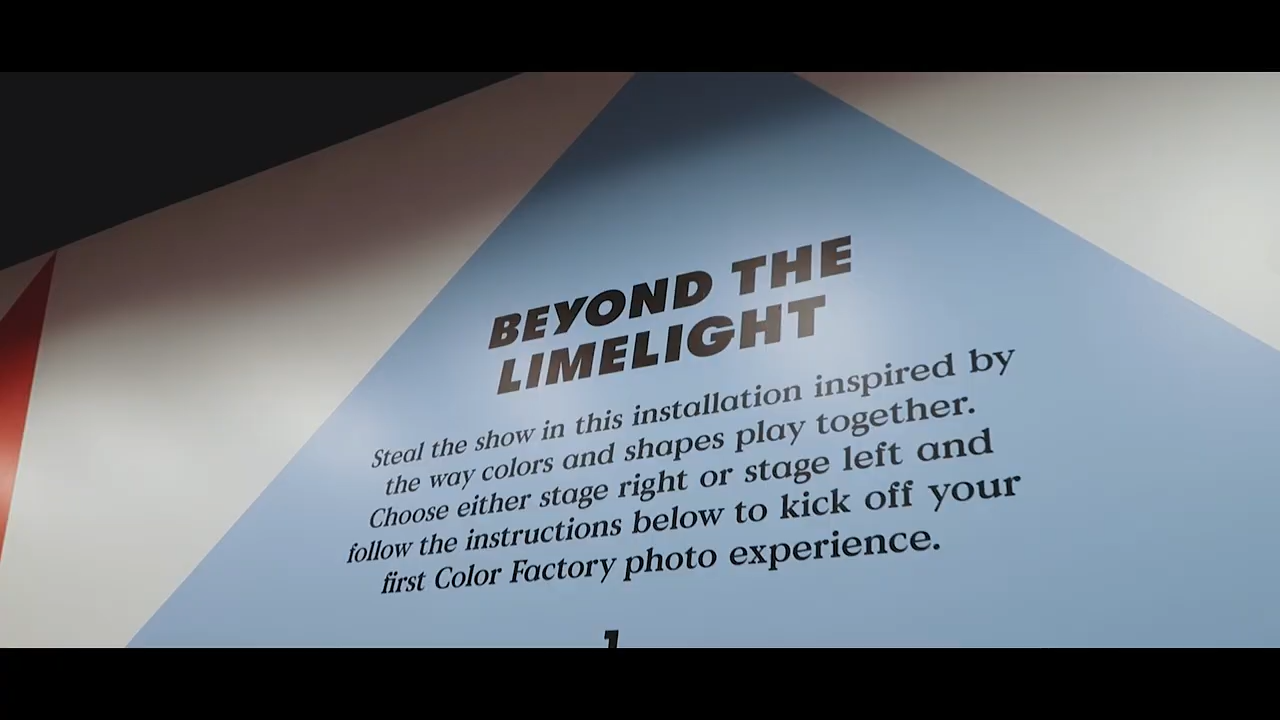 BEYOND THE
LIMELIGHT
Steal the show in this installation inspired by
the way colors and shapes play together.
Choose either stage right or stage left and
follow the instructions below to kick off your
first Color Factory photo experience.
1